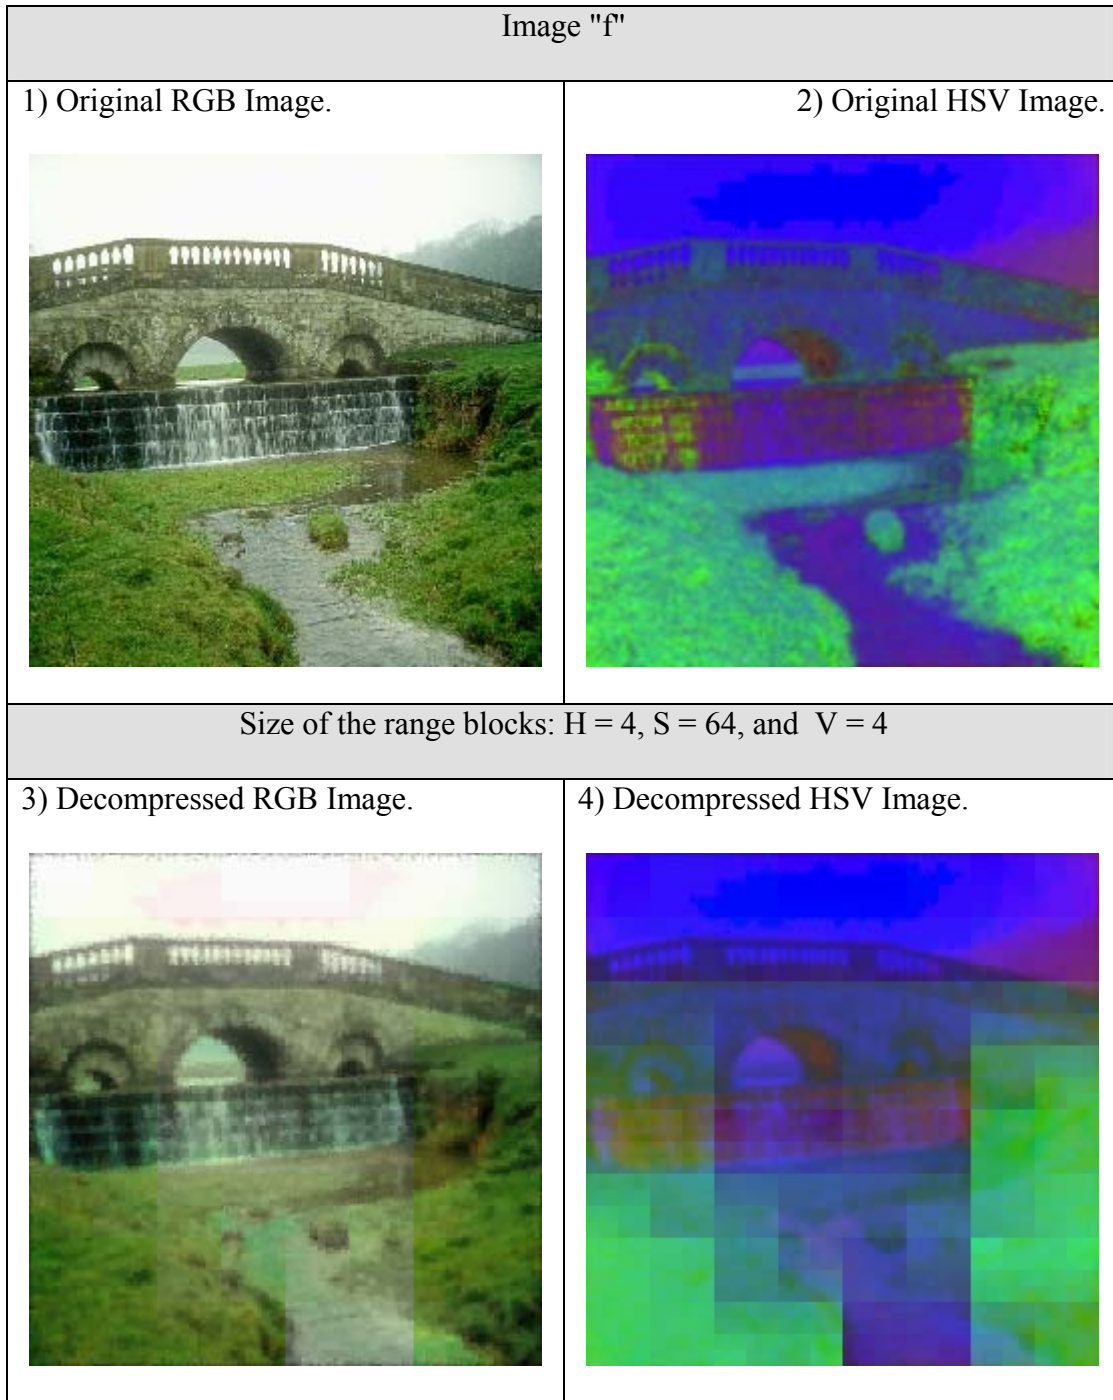 Image "f"
1) Original RGB Image.
2) Original HSV Image.
Size of the range blocks: H = 4, S = 64, and V = 4
3) Decompressed RGB Image.
4) Decompressed HSV Image.